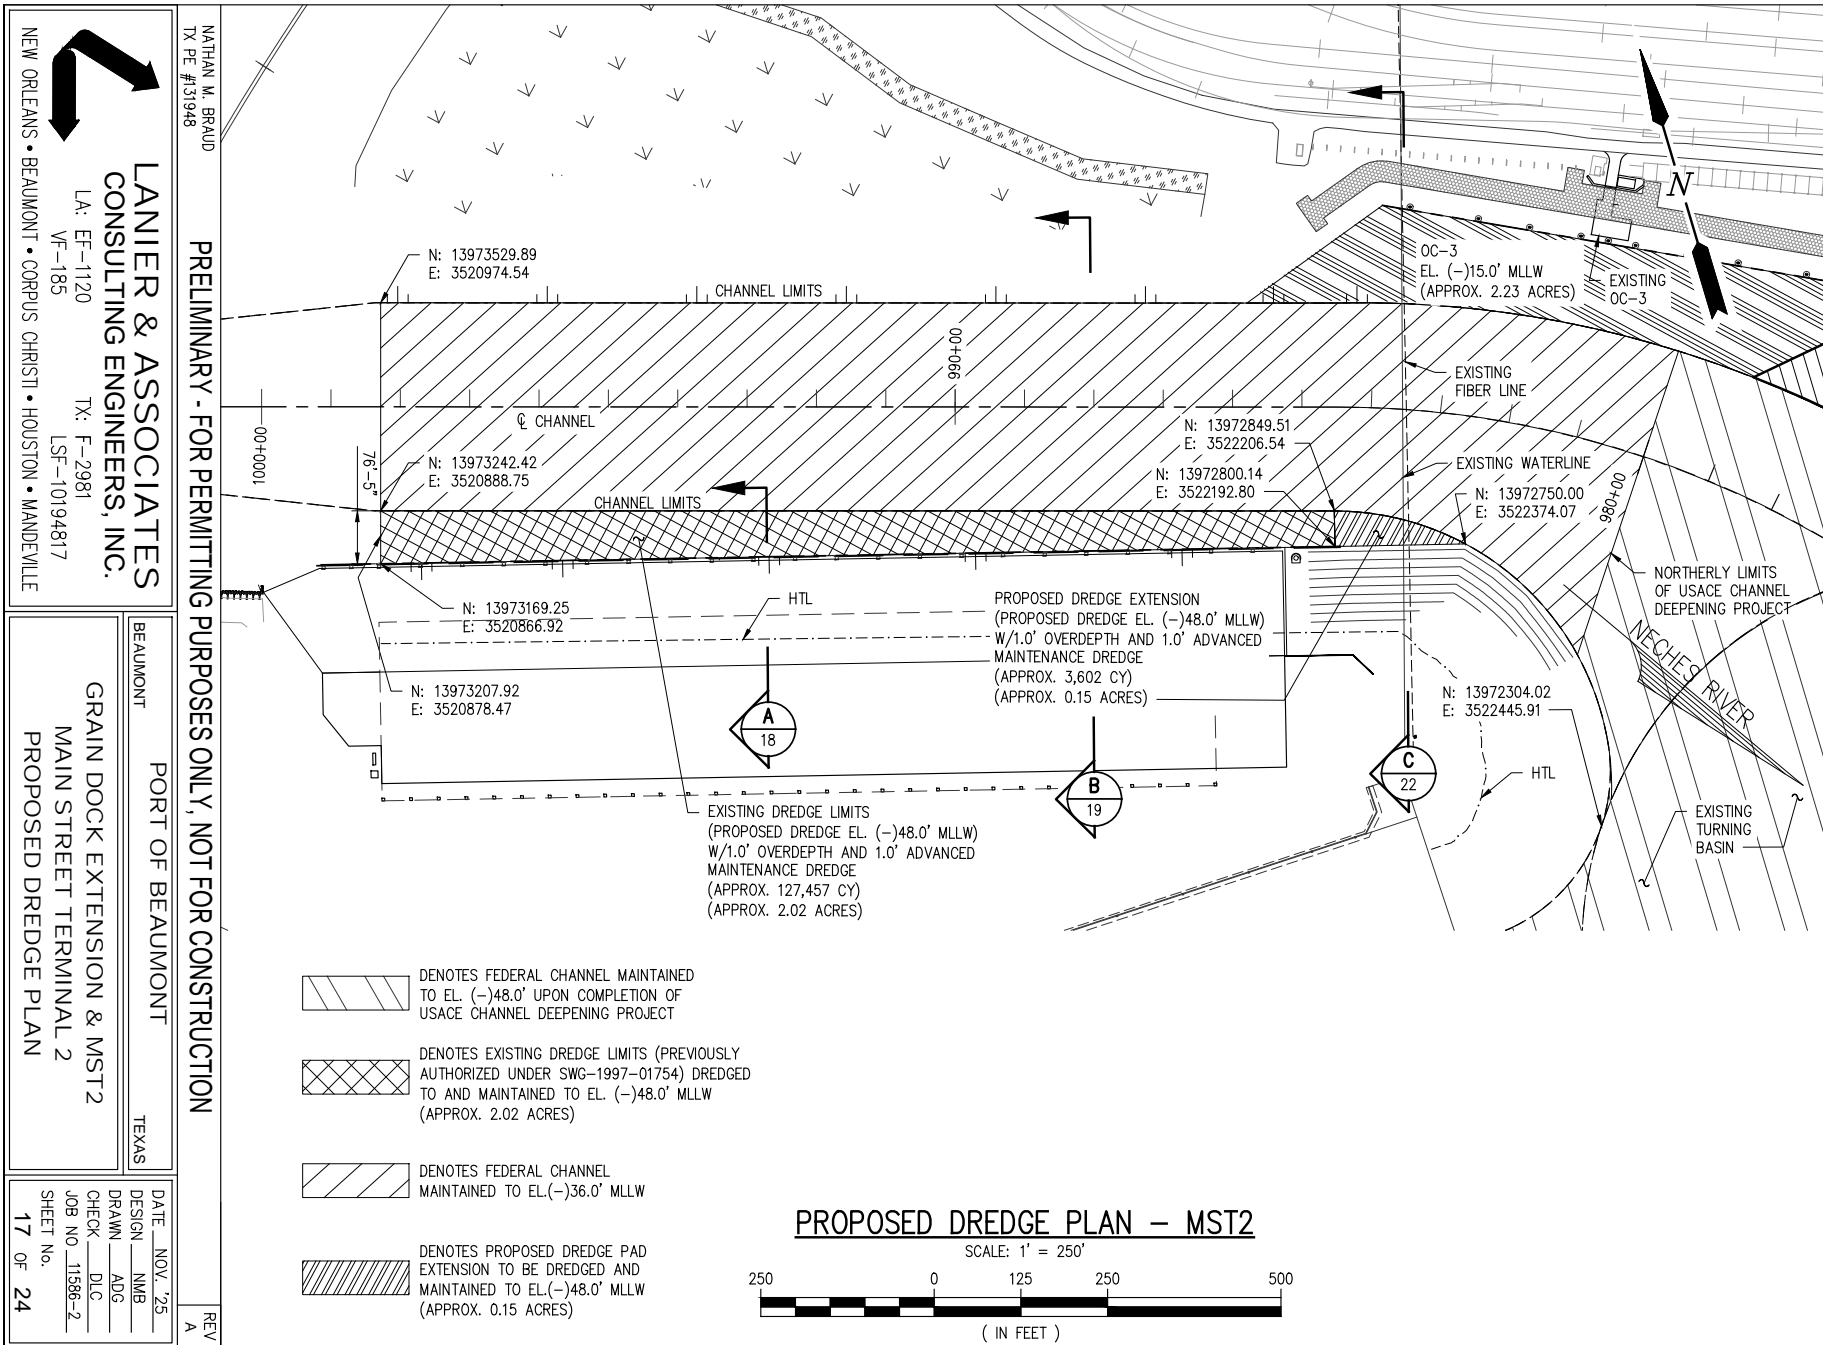 NATHAN M. BRAUD
TX PE #131948
LANIER & ASSOCIATES
CONSULTING ENGINEERS, INC.
LA: EF-1120
VF-185
TX: F-2981
LSF-10194817
NEW ORLEANS • BEAUMONT • CORPUS CHRISTI • HOUSTON • MANDEVILLE
PRELIMINARY - FOR PERMITTING PURPOSES ONLY, NOT FOR CONSTRUCTION
BEAUMONT
PORT OF BEAUMONT
TEXAS
GRAIN DOCK EXTENSION & MST2
MAIN STREET TERMINAL 2
PROPOSED DREDGE PLAN
DATE NOV. '25
DESIGN NMB
DRAWN ADG
CHECK DLC
JOB NO 11586-2
SHEET No.
17 OF 24
REV
A
N
N: 13973529.89
E: 3520974.54
CHANNEL LIMITS
OC-3
EL. (-)15.0' MLLW
(APPROX. 2.23 ACRES)
EXISTING
OC-3
990+00
EXISTING
FIBER LINE
℄ CHANNEL
1000+00
76'-5"
N: 13973242.42
E: 3520888.75
CHANNEL LIMITS
N: 13972849.51
E: 3522206.54
N: 13972800.14
E: 3522192.80
EXISTING WATERLINE
N: 13972750.00
E: 3522374.07
980+00
NORTHERLY LIMITS
OF USACE CHANNEL
DEEPENING PROJECT
NECHES RIVER
N: 13973169.25
E: 3520866.92
HTL
PROPOSED DREDGE EXTENSION
(PROPOSED DREDGE EL. (-)48.0' MLLW)
W/1.0' OVERDEPTH AND 1.0' ADVANCED
MAINTENANCE DREDGE
(APPROX. 3,602 CY)
(APPROX. 0.15 ACRES)
N: 13973207.92
E: 3520878.47
N: 13972304.02
E: 3522445.91
A
18
B
19
C
22
HTL
EXISTING
TURNING
BASIN
EXISTING DREDGE LIMITS
(PROPOSED DREDGE EL. (-)48.0' MLLW)
W/1.0' OVERDEPTH AND 1.0' ADVANCED
MAINTENANCE DREDGE
(APPROX. 127,457 CY)
(APPROX. 2.02 ACRES)
DENOTES FEDERAL CHANNEL MAINTAINED
TO EL. (-)48.0' UPON COMPLETION OF
USACE CHANNEL DEEPENING PROJECT
DENOTES EXISTING DREDGE LIMITS (PREVIOUSLY
AUTHORIZED UNDER SWG-1997-01754) DREDGED
TO AND MAINTAINED TO EL. (-)48.0' MLLW
(APPROX. 2.02 ACRES)
DENOTES FEDERAL CHANNEL
MAINTAINED TO EL.(-)36.0' MLLW
DENOTES PROPOSED DREDGE PAD
EXTENSION TO BE DREDGED AND
MAINTAINED TO EL.(-)48.0' MLLW
(APPROX. 0.15 ACRES)
PROPOSED DREDGE PLAN - MST2
SCALE: 1' = 250'
250 0 125 250 500
( IN FEET )